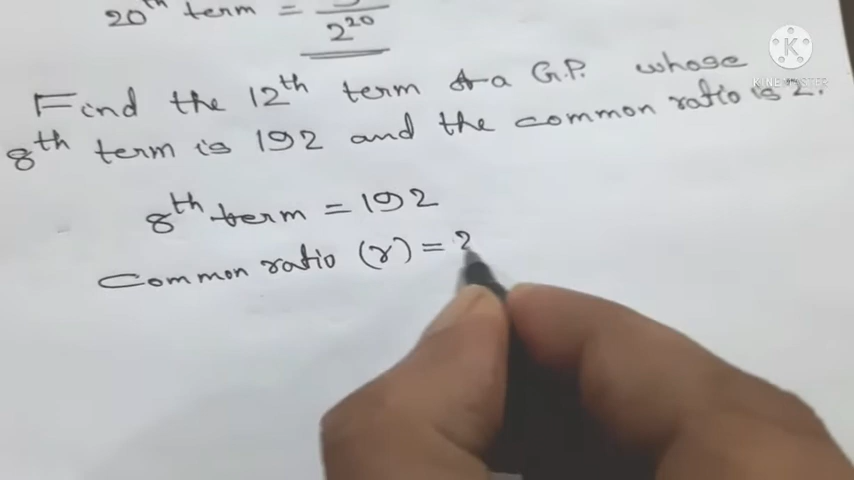 20th term = 
2^20
Find the 12th term of a G.P. whose
8th term is 192 and the common ratio is 2.
8th term = 192
Common ratio (r) = 2
K
KINEMASTER